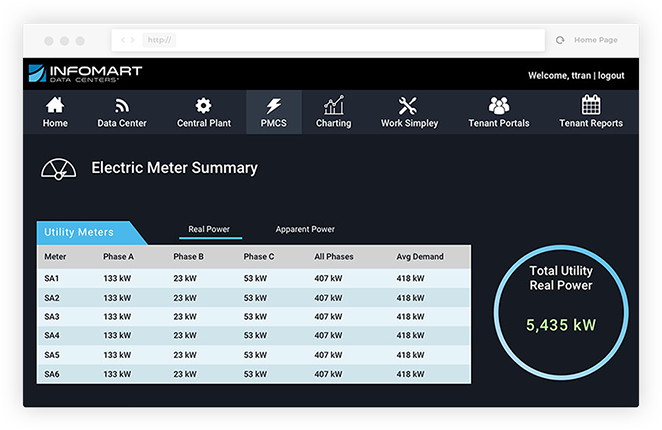 http://
Home Page
INFOMART
DATA CENTERS
Welcome, ttran | logout
Home
Data Center
Central Plant
PMCS
Charting
Work Simpley
Tenant Portals
Tenant Reports
Electric Meter Summary
Utility Meters
Real Power
Apparent Power
Meter Phase A Phase B Phase C All Phases Avg Demand
SA1 133 kW 23 kW 53 kW 407 kW 418 kW
SA2 133 kW 23 kW 53 kW 407 kW 418 kW
SA3 133 kW 23 kW 53 kW 407 kW 418 kW
SA4 133 kW 23 kW 53 kW 407 kW 418 kW
SA5 133 kW 23 kW 53 kW 407 kW 418 kW
SA6 133 kW 23 kW 53 kW 407 kW 418 kW
Total Utility
Real Power
5,435 kW